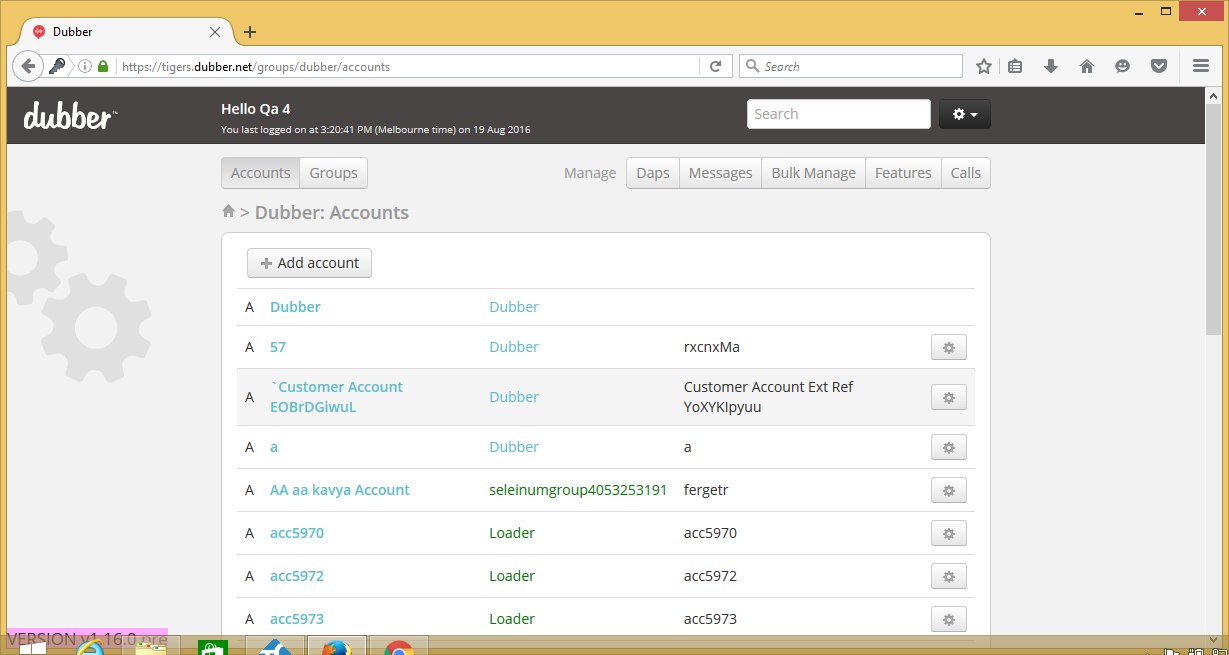 Dubber
https://tigers.dubber.net/groups/dubber/accounts
Search
dubber™
Hello Qa 4
You last logged on at 3:20:41 PM (Melbourne time) on 19 Aug 2016
Search
Accounts Groups Manage Daps Messages Bulk Manage Features Calls
> Dubber: Accounts
Add account
A Dubber Dubber
A 57 Dubber rxcnxMa
A `Customer Account EOBrDGiwuL Dubber Customer Account Ext Ref YoXYKIpyuu
A a Dubber a
A AA aa kavya Account seleinumgroup4053253191 fergetr
A acc5970 Loader acc5970
A acc5972 Loader acc5972
A acc5973 Loader acc5973
VERSION v1.16.0.pre